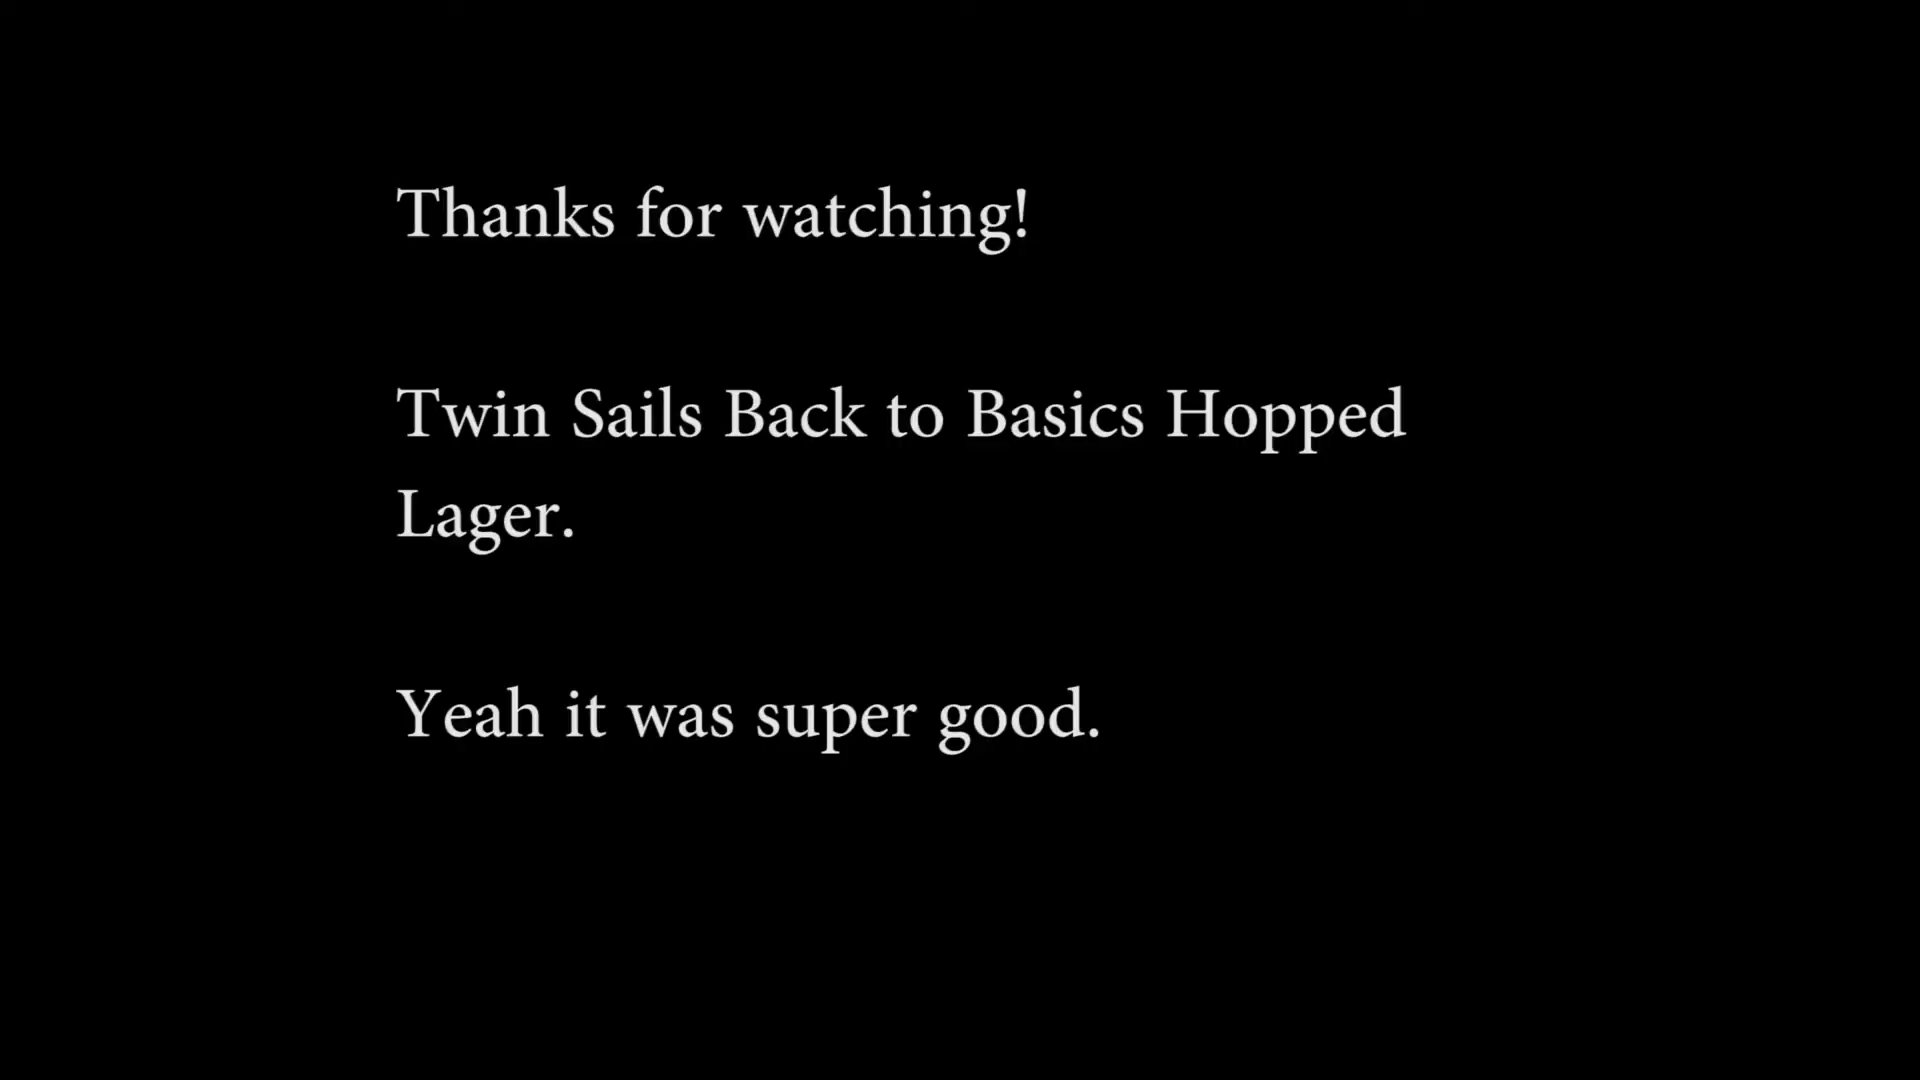 Thanks for watching!
Twin Sails Back to Basics Hopped
Lager.
Yeah it was super good.